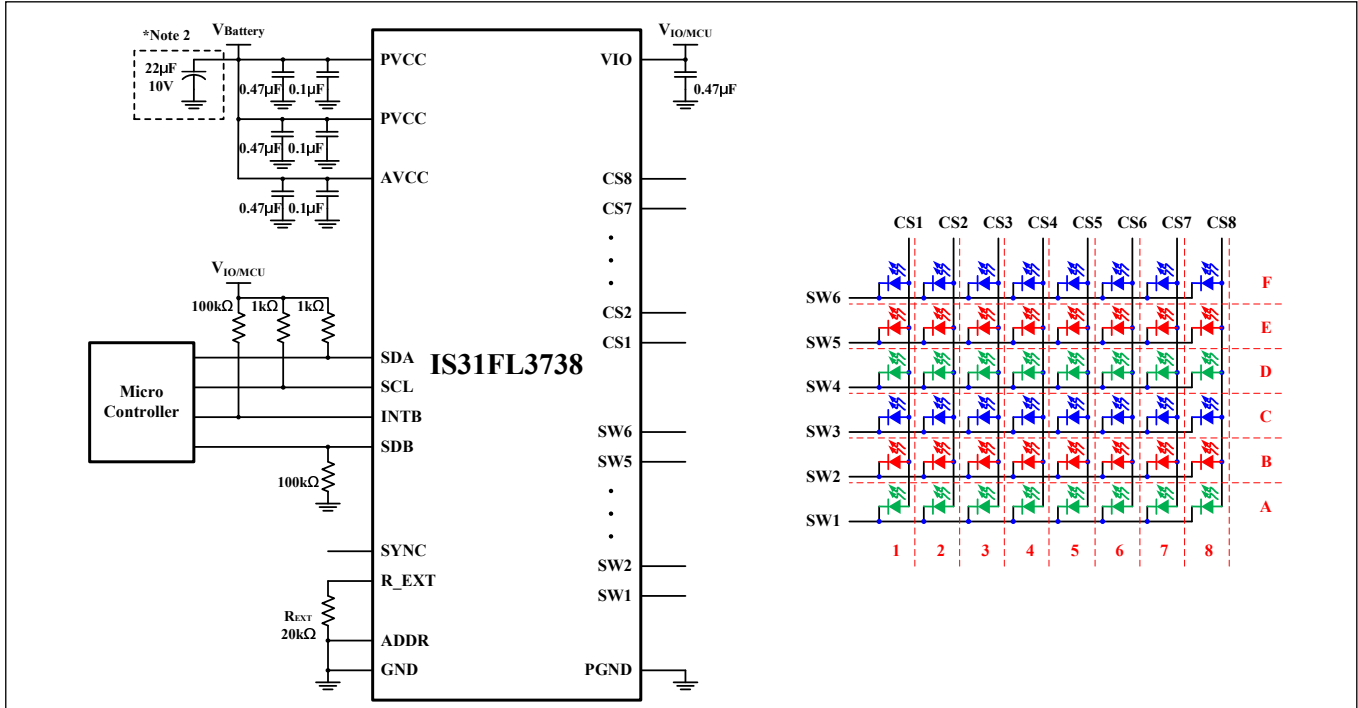 *Note 2
VBattery
22µF
10V
0.47µF 0.1µF
0.47µF 0.1µF
0.47µF 0.1µF
PVCC
PVCC
AVCC
VIO/MCU
100kΩ
1kΩ
1kΩ
Micro
Controller
SDA
SCL
INTB
SDB
100kΩ
SYNC
R_EXT
REXT
20kΩ
ADDR
GND
IS31FL3738
VIO
VIO/MCU
0.47µF
CS8
CS7
CS2
CS1
SW6
SW5
SW2
SW1
PGND
CS1 CS2 CS3 CS4 CS5 CS6 CS7 CS8
SW6 F
SW5 E
SW4 D
SW3 C
SW2 B
SW1 A
1 2 3 4 5 6 7 8